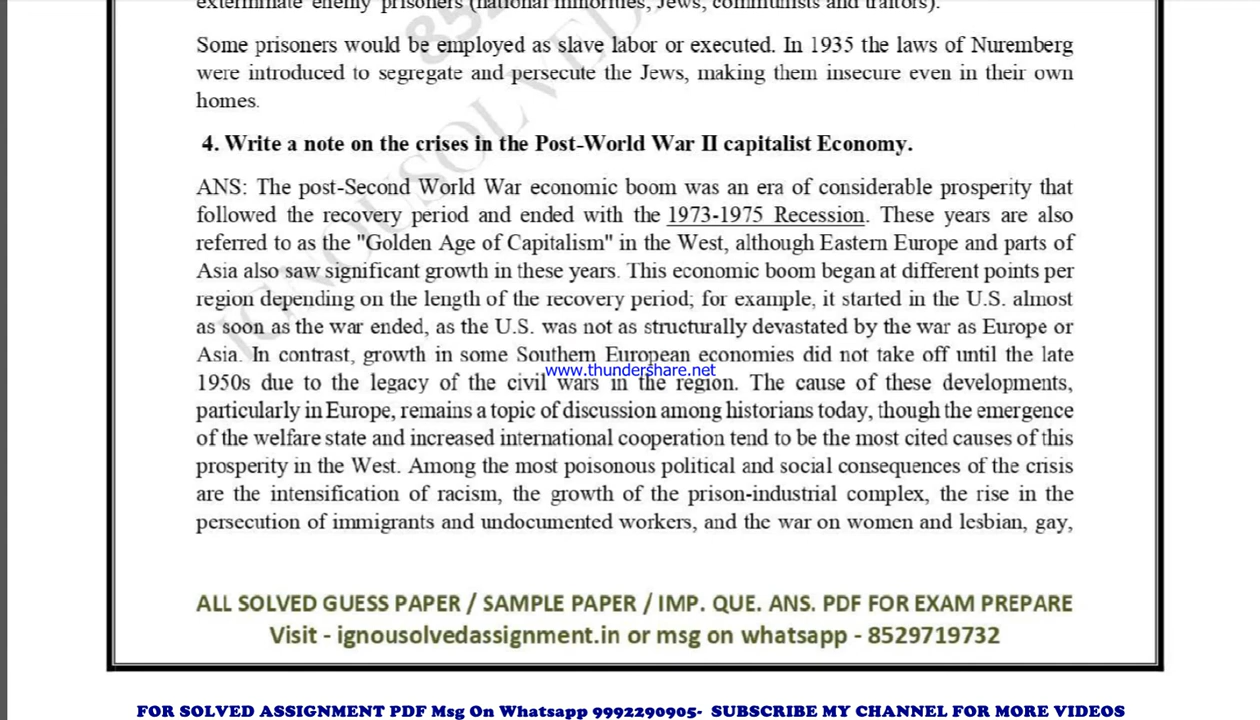 exterminate enemy prisoners (national minorities, Jews, communists and traitors).
Some prisoners would be employed as slave labor or executed. In 1935 the laws of Nuremberg
were introduced to segregate and persecute the Jews, making them insecure even in their own
homes.
4. Write a note on the crises in the Post-World War II capitalist Economy.
ANS: The post-Second World War economic boom was an era of considerable prosperity that
followed the recovery period and ended with the 1973-1975 Recession. These years are also
referred to as the "Golden Age of Capitalism" in the West, although Eastern Europe and parts of
Asia also saw significant growth in these years. This economic boom began at different points per
region depending on the length of the recovery period; for example, it started in the U.S. almost
as soon as the war ended, as the U.S. was not as structurally devastated by the war as Europe or
Asia. In contrast, growth in some Southern European economies did not take off until the late
www.thundershare.net
1950s due to the legacy of the civil wars in the region. The cause of these developments,
particularly in Europe, remains a topic of discussion among historians today, though the emergence
of the welfare state and increased international cooperation tend to be the most cited causes of this
prosperity in the West. Among the most poisonous political and social consequences of the crisis
are the intensification of racism, the growth of the prison-industrial complex, the rise in the
persecution of immigrants and undocumented workers, and the war on women and lesbian, gay,
ALL SOLVED GUESS PAPER / SAMPLE PAPER / IMP. QUE. ANS. PDF FOR EXAM PREPARE
Visit - ignousolvedassignment.in or msg on whatsapp - 8529719732
FOR SOLVED ASSIGNMENT PDF Msg On Whatsapp 9992290905- SUBSCRIBE MY CHANNEL FOR MORE VIDEOS